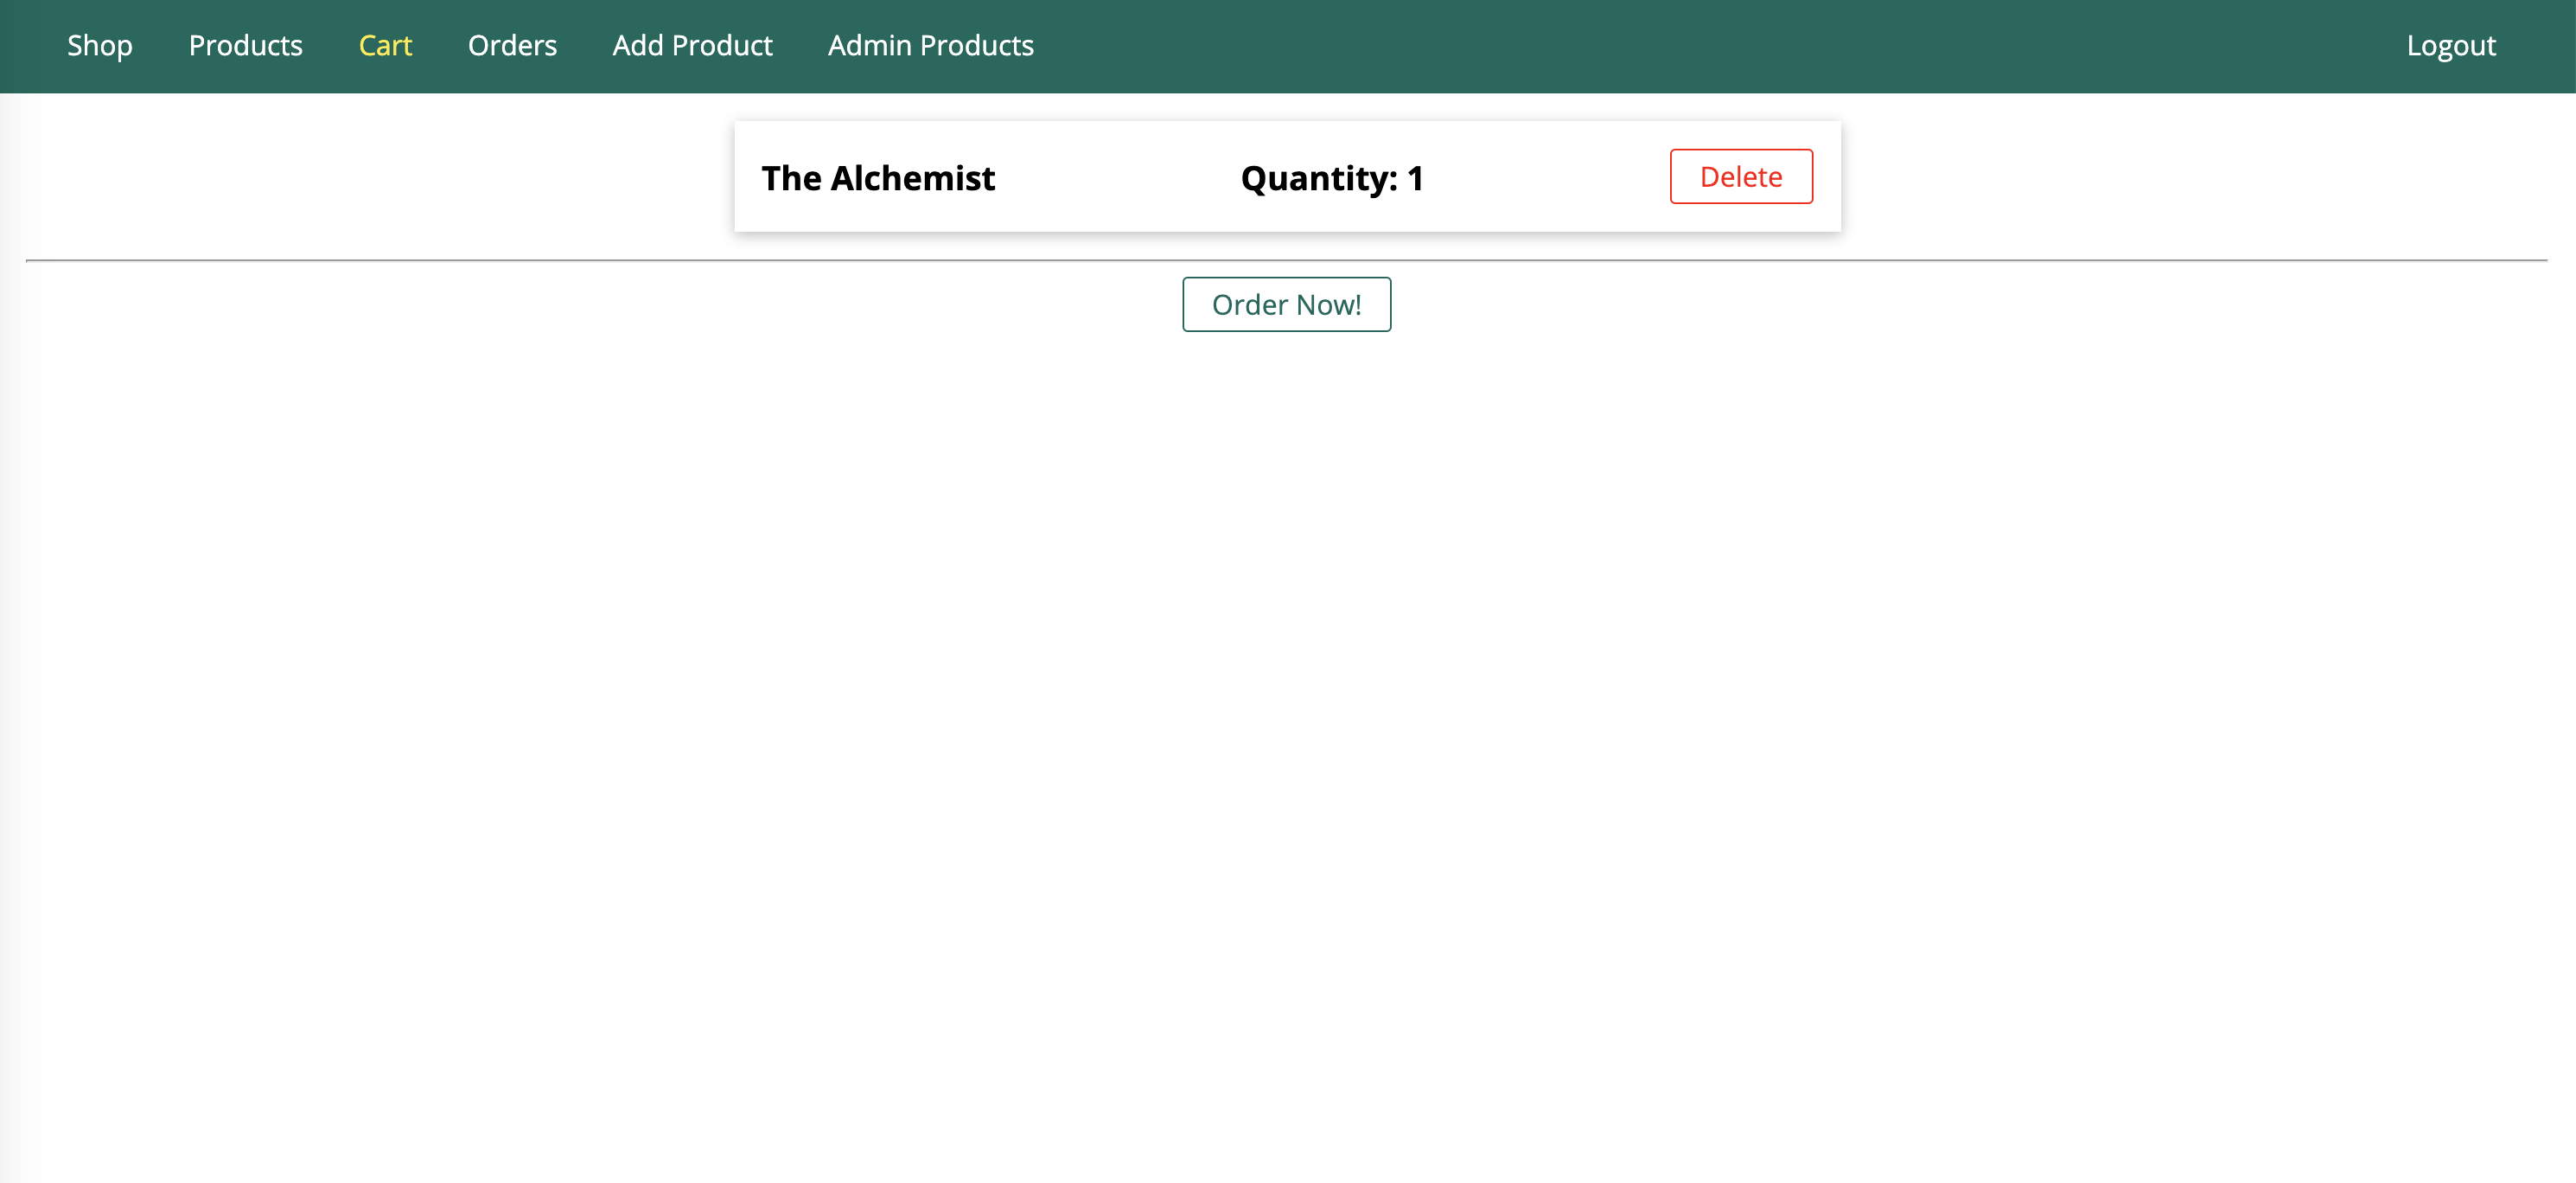 Shop Products Cart Orders Add Product Admin Products Logout
The Alchemist Quantity: 1 Delete
Order Now!